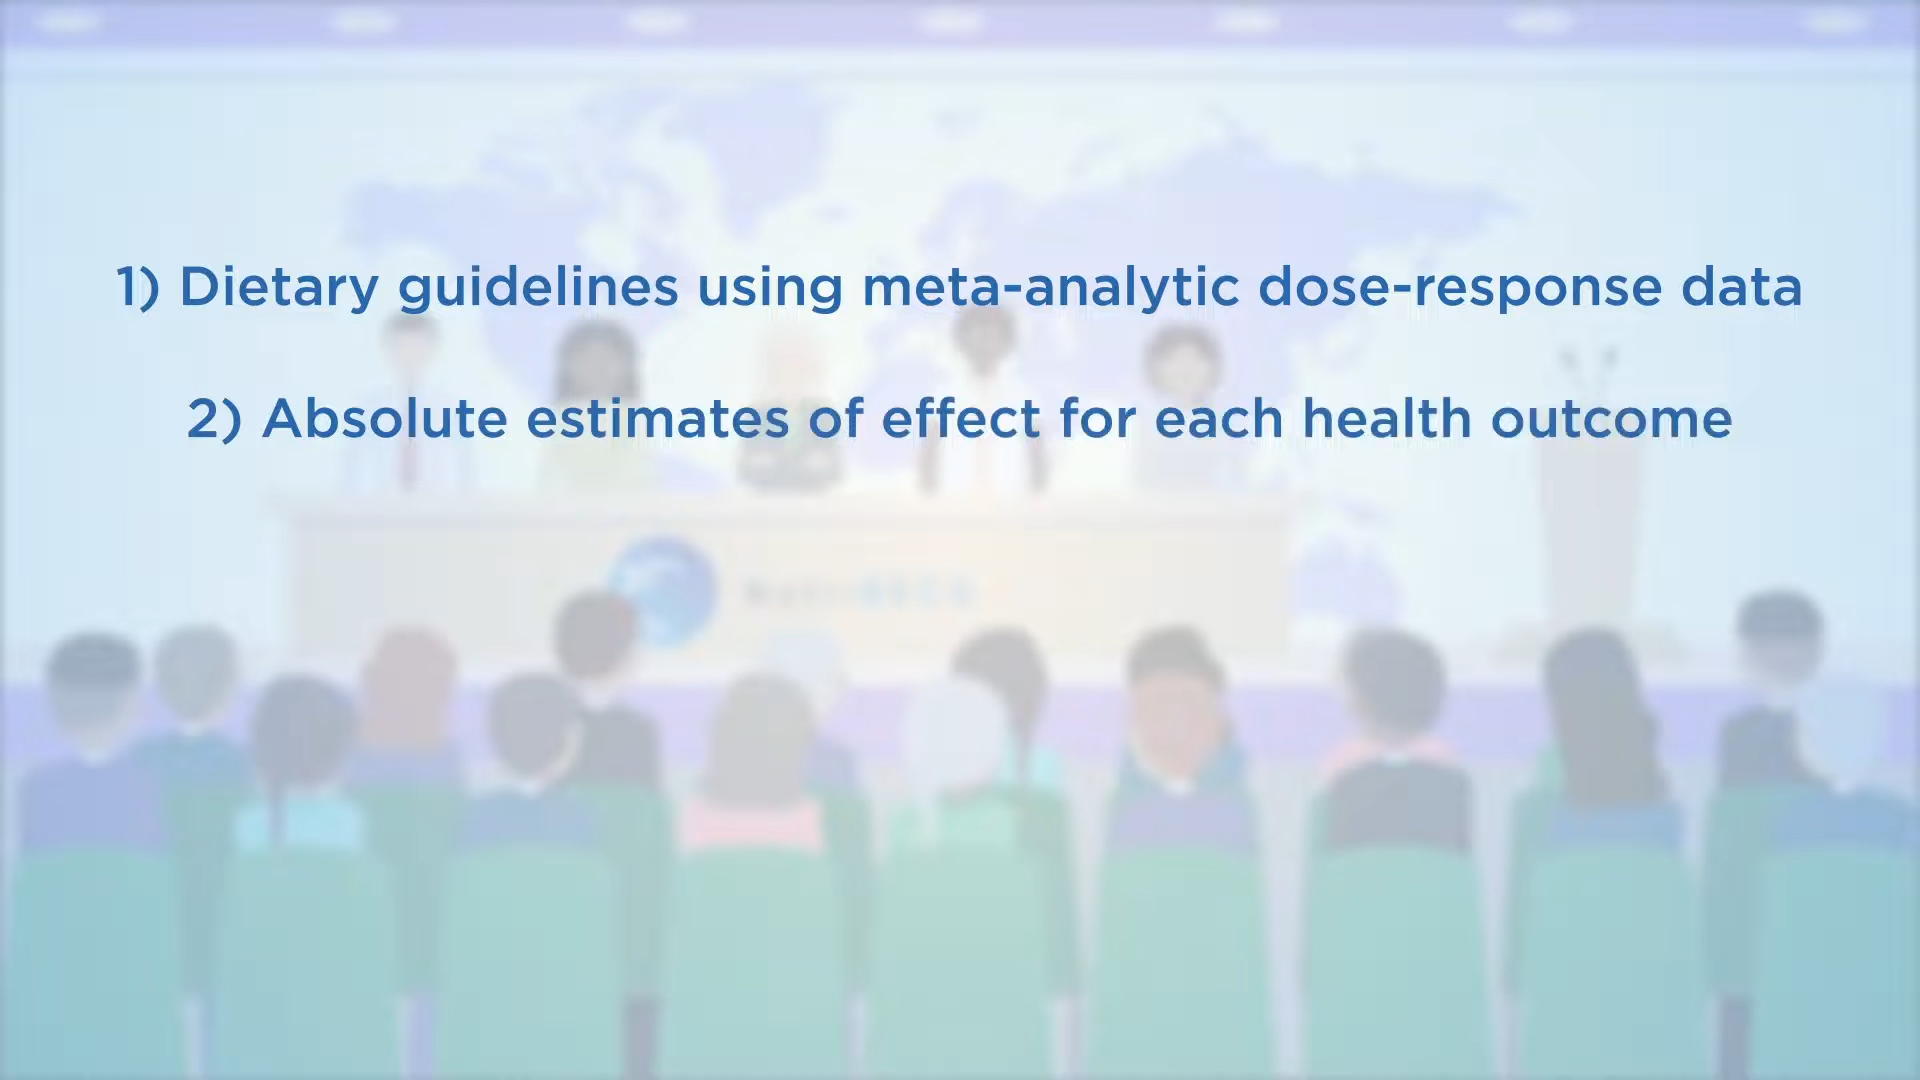 1) Dietary guidelines using meta-analytic dose-response data
2) Absolute estimates of effect for each health outcome